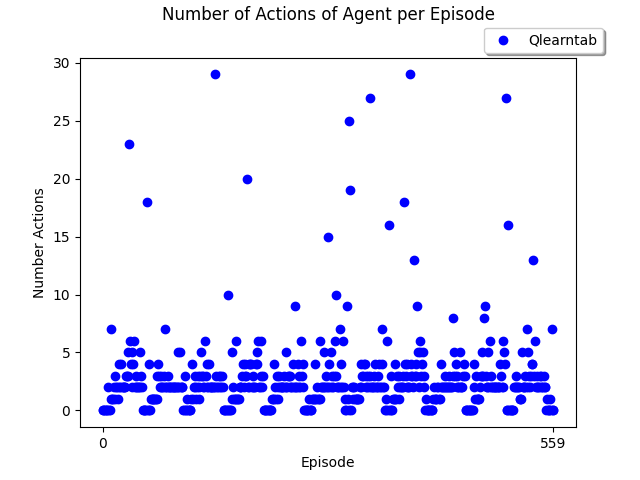 Number of Actions of Agent per Episode
Qlearntab
30
25
20
15
10
5
0
Number Actions
0
559
Episode